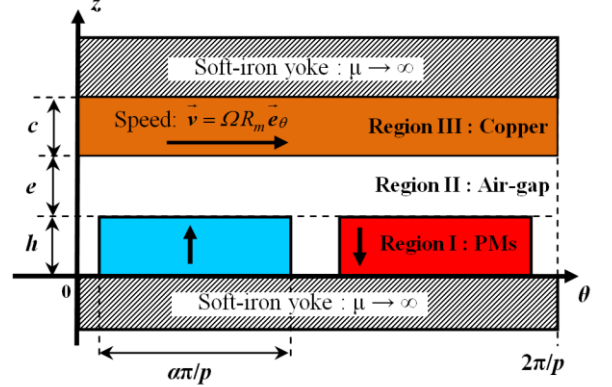 z
Soft-iron yoke : μ → ∞
c
Speed: v⃗ = ΩR_m e⃗_θ
Region III : Copper
e
Region II : Air-gap
h
Region I : PMs
0
θ
Soft-iron yoke : μ → ∞
απ/p
2π/p